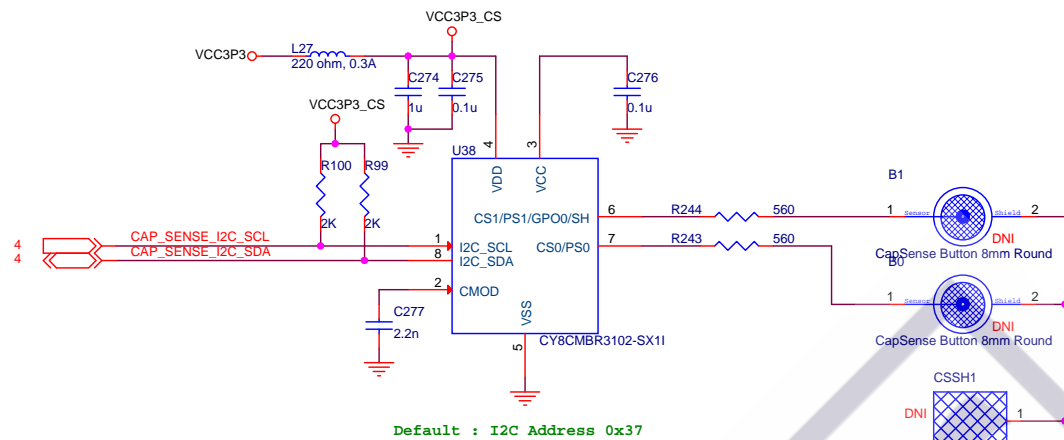 VCC3P3_CS
VCC3P3
L27
220 ohm, 0.3A
C274
1u
C275
0.1u
C276
0.1u
VCC3P3_CS
R100
2K
R99
2K
U38
4
VDD
3
VCC
CS1/PS1/GPO0/SH
6
R244
560
CS0/PS0
7
R243
560
4
CAP_SENSE_I2C_SCL
1
I2C_SCL
4
CAP_SENSE_I2C_SDA
8
I2C_SDA
2
CMOD
C277
2.2n
VSS
5
CY8CMBR3102-SX1I
B1
1
Sensor
Shield
2
DNI
CapSense Button 8mm Round
B0
1
Sensor
Shield
2
DNI
CapSense Button 8mm Round
CSSH1
DNI
1
Default : I2C Address 0x37